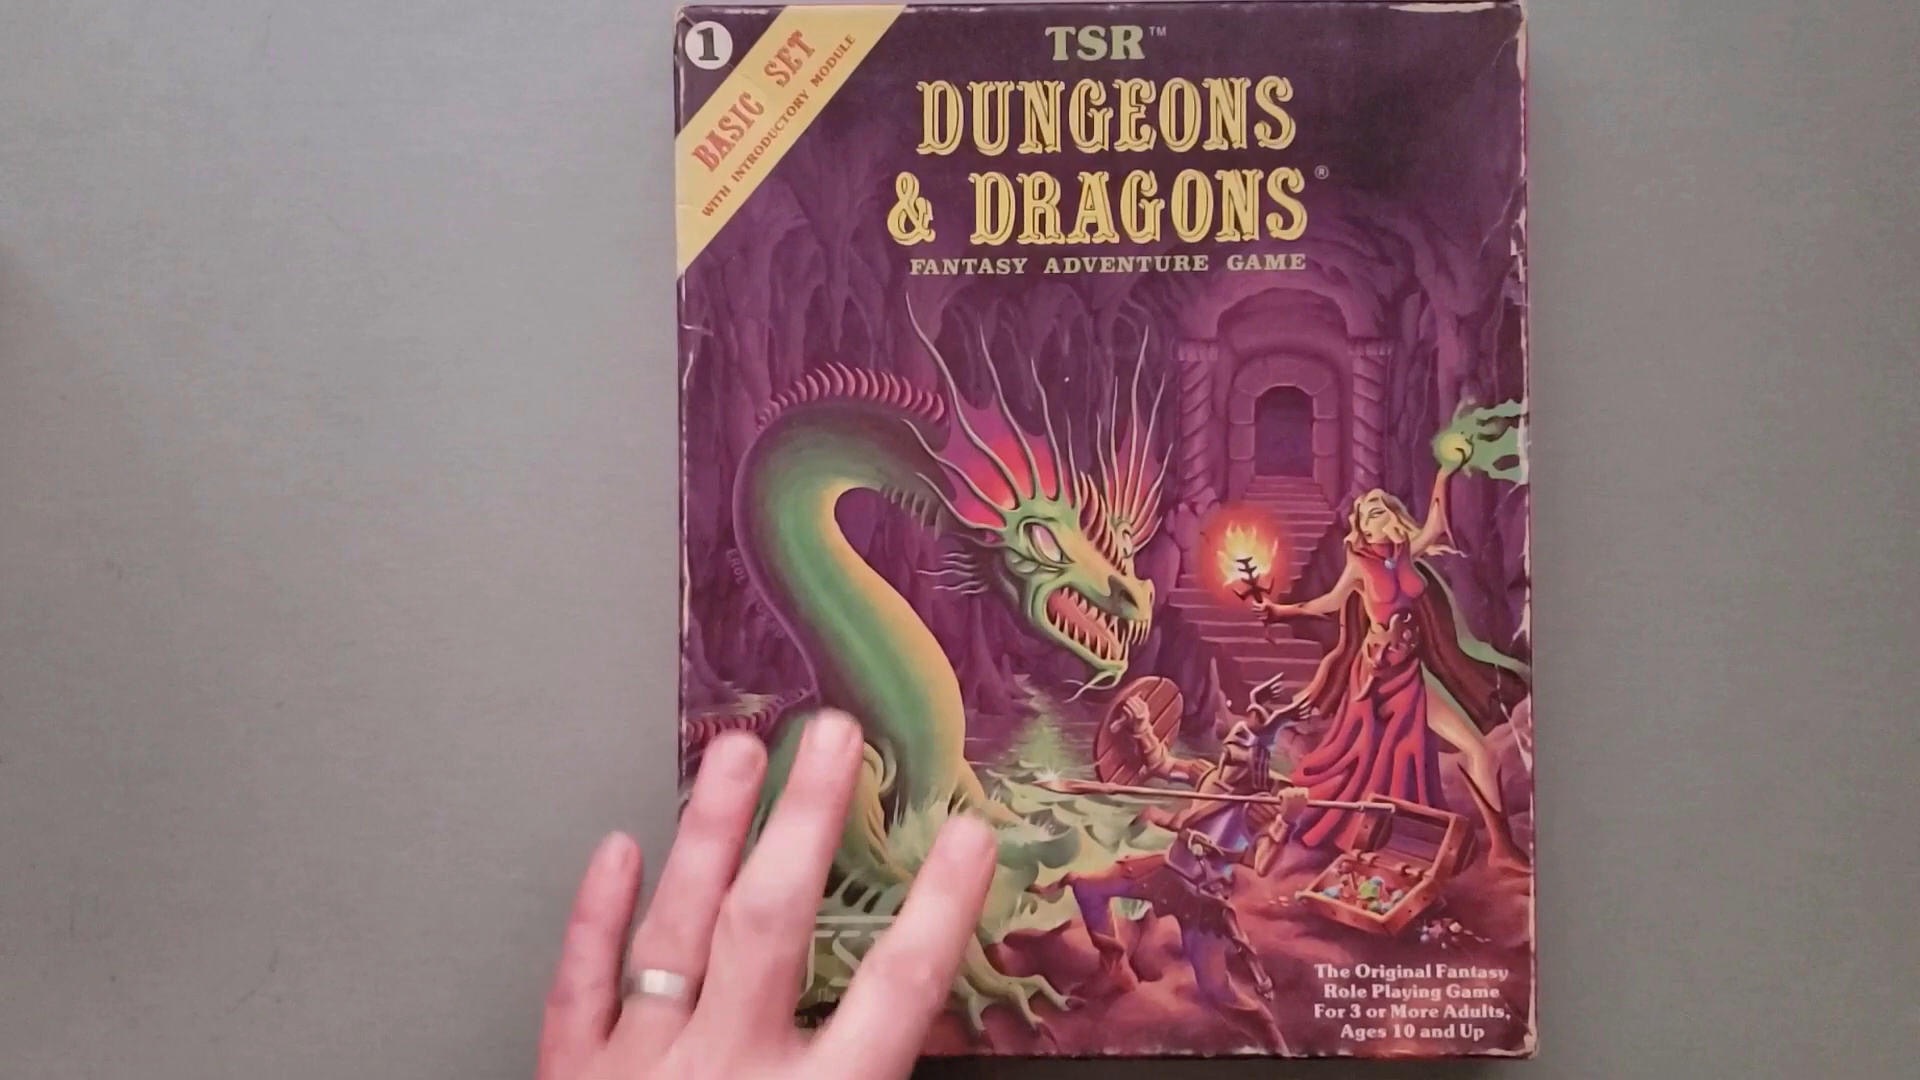 1
BASIC SET
WITH INTRODUCTORY MODULE
TSR™
DUNGEONS
& DRAGONS®
FANTASY ADVENTURE GAME
EROL
The Original Fantasy
Role Playing Game
For 3 or More Adults,
Ages 10 and Up